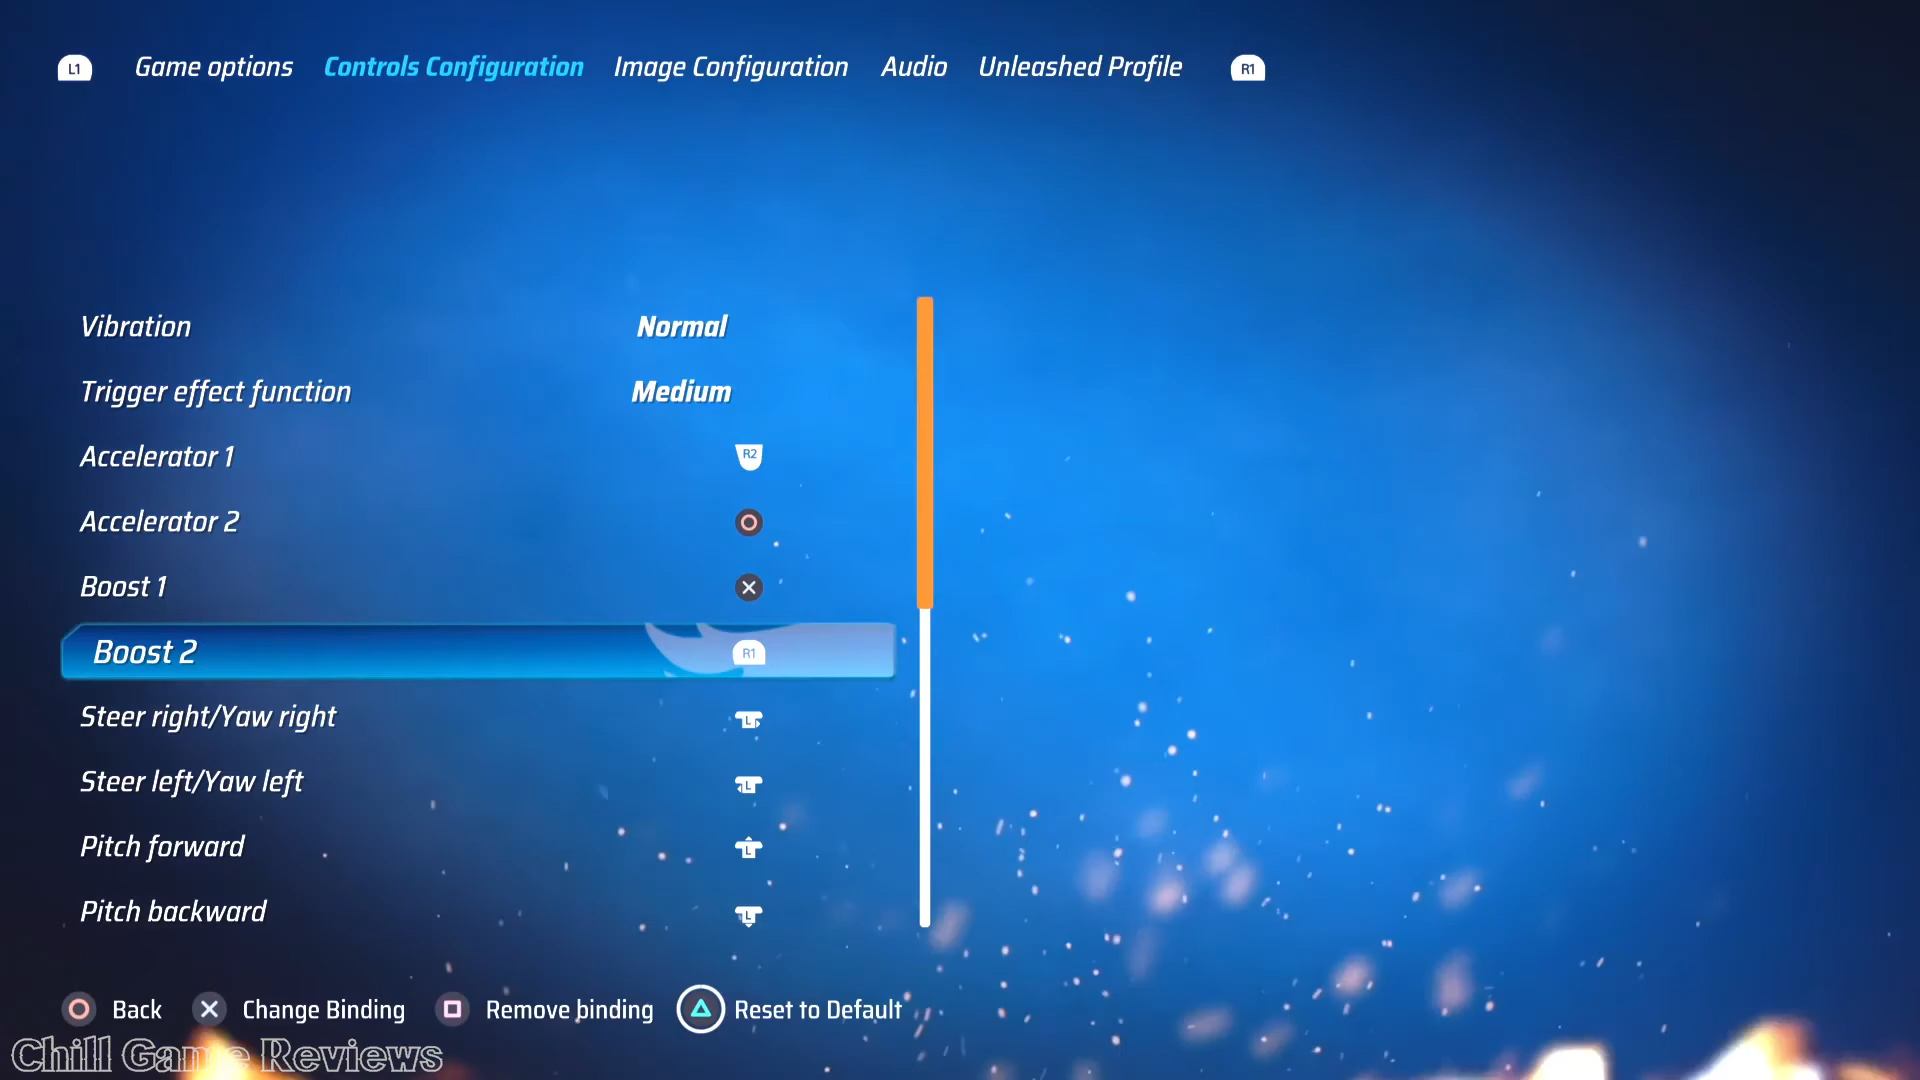 L1 Game options Controls Configuration Image Configuration Audio Unleashed Profile R1
Vibration Normal
Trigger effect function Medium
Accelerator 1 R2
Accelerator 2
Boost 1
Boost 2 R1
Steer right/Yaw right L
Steer left/Yaw left L
Pitch forward L
Pitch backward L
Back Change Binding Remove binding Reset to Default
Chill Game Reviews